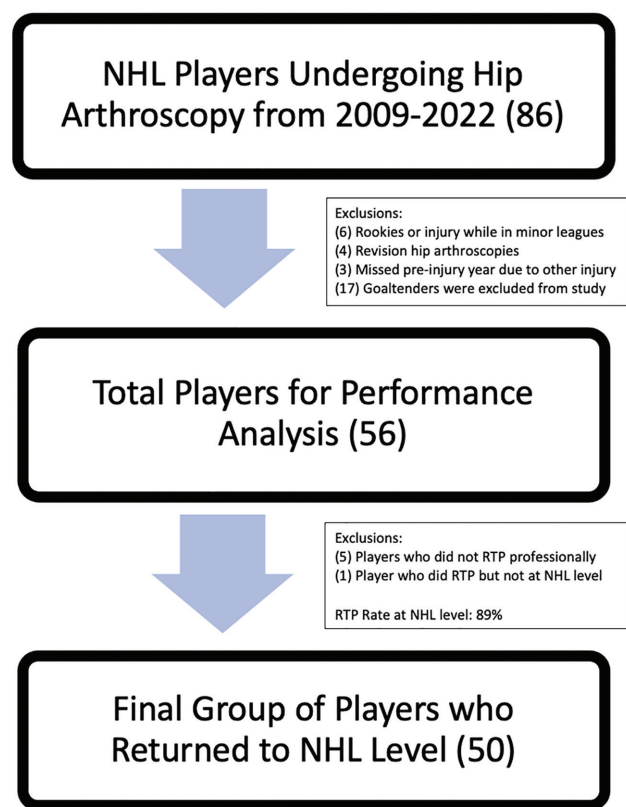 NHL Players Undergoing Hip
Arthroscopy from 2009-2022 (86)
Exclusions:
(6) Rookies or injury while in minor leagues
(4) Revision hip arthroscopies
(3) Missed pre-injury year due to other injury
(17) Goaltenders were excluded from study
Total Players for Performance
Analysis (56)
Exclusions:
(5) Players who did not RTP professionally
(1) Player who did RTP but not at NHL level
RTP Rate at NHL level: 89%
Final Group of Players who
Returned to NHL Level (50)